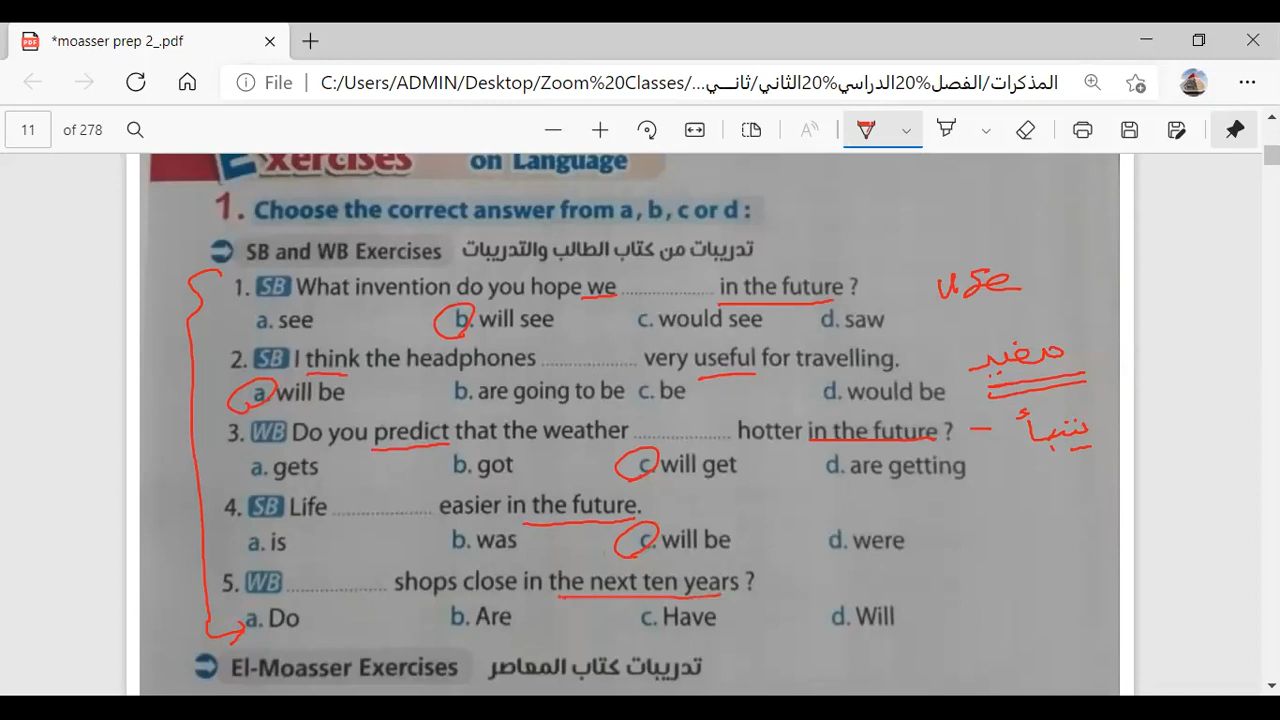 *moasser prep 2_.pdf
File C:/Users/ADMIN/Desktop/Zoom%20Classes/المذكرات/الفصل%20الدراسي%20الثاني/ثانـــي...
11 of 278
Exercises on Language
1. Choose the correct answer from a, b, c or d :
SB and WB Exercises تدريبات من كتاب الطالب والتدريبات
1. SB What invention do you hope we .................. in the future ? use
a. see b. will see c. would see d. saw
2. SB I think the headphones .................. very useful for travelling. مفيد
a. will be b. are going to be c. be d. would be
3. WB Do you predict that the weather .................. hotter in the future ? -
a. gets b. got c. will get d. are getting
4. SB Life .................. easier in the future.
a. is b. was c. will be d. were
5. WB .................. shops close in the next ten years ?
a. Do b. Are c. Have d. Will
El-Moasser Exercises تدريبات كتاب المعاصر